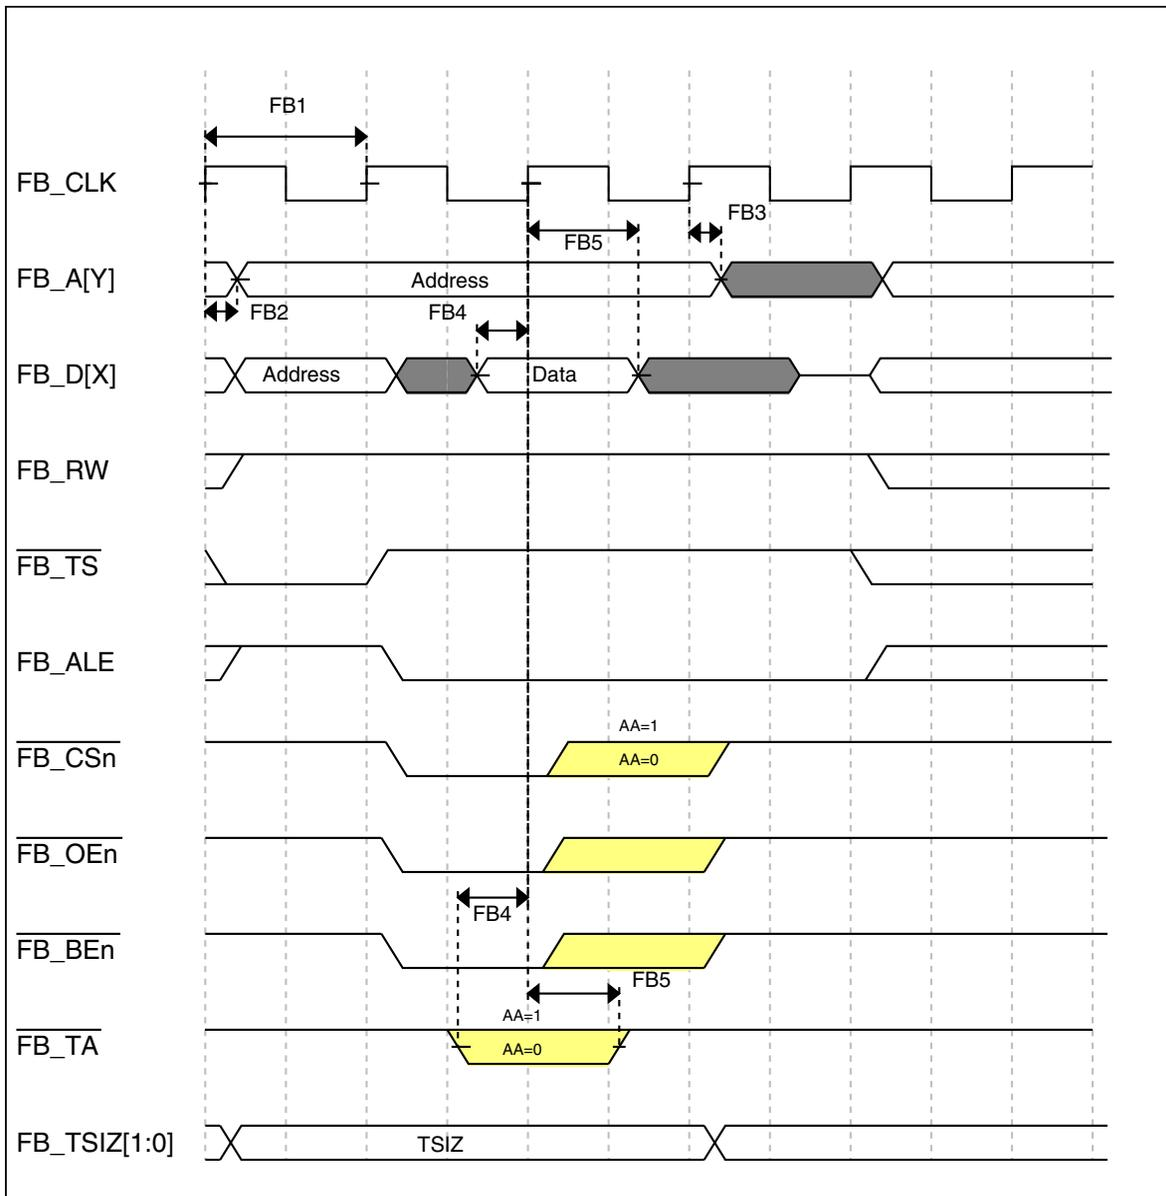 FB1
FB_CLK
FB3
FB5
FB_A[Y]
Address
FB2
FB4
FB_D[X]
Address
Data
FB_RW
FB_TS
FB_ALE
AA=1
FB_CSn
AA=0
FB_OEn
FB4
FB_BEn
FB5
AA=1
FB_TA
AA=0
FB_TSIZ[1:0]
TSIZ